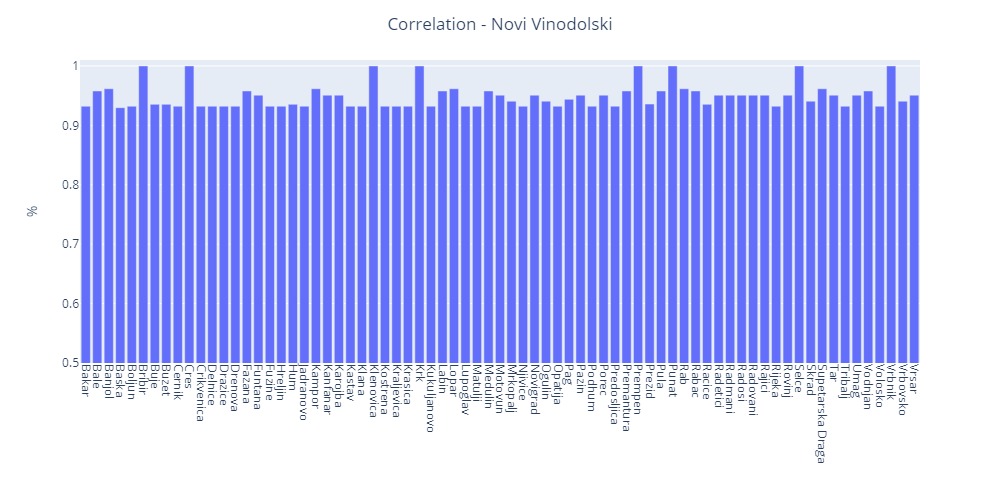 Correlation - Novi Vinodolski
1
0.9
0.8
0.7
0.6
0.5
%
Bakar
Bale
Banjol
Baska
Boljun
Bribir
Buje
Buzet
Cernik
Cres
Crikvenica
Delnice
Drazice
Drenova
Fazana
Funtana
Fuzine
Hreljin
Hum
Jadranovo
Kampor
Kanfanar
Karojba
Kastav
Klana
Klenovica
Kostrena
Kraljevica
Krasica
Krk
Kukuljanovo
Labin
Lopar
Lupoglav
Matulji
Medulin
Motovun
Mrkopalj
Njivice
Novigrad
Ogulin
Opatija
Pag
Pazin
Podhum
Porec
Predosljica
Premantura
Prempen
Prezid
Pula
Punat
Rab
Rabac
Racice
Radetici
Radmani
Radosi
Radovani
Rajici
Rijeka
Rovinj
Selce
Skrad
Supetarska Draga
Tar
Tribalj
Umag
Vodnjan
Volosko
Vrbnik
Vrbovsko
Vrsar